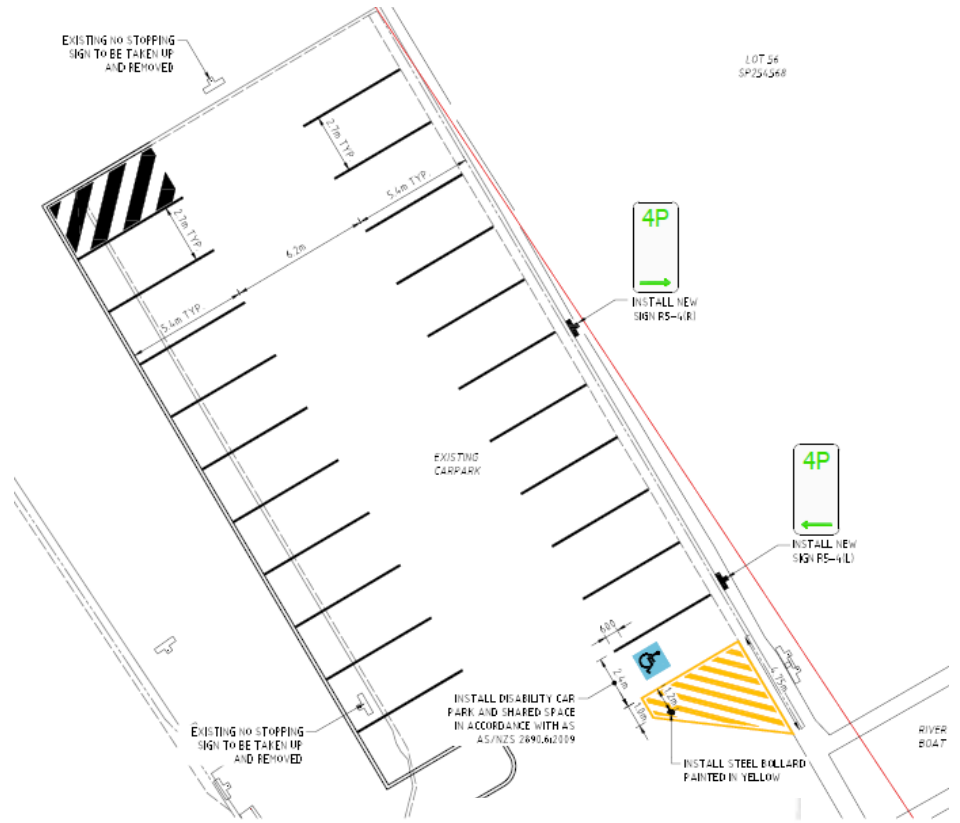 EXISTING NO STOPPING
SIGN TO BE TAKEN UP
AND REMOVED
LOT 56
SP254568
2.7m TYP.
5.4m TYP.
2.7m TYP.
6.2m
5.4m TYP.
4P
INSTALL NEW
SIGN R5-4(R)
EXISTING
CARPARK
4P
INSTALL NEW
SIGN R5-4(L)
600
2.4m
1.0m
1.2m
4.75m
INSTALL DISABILITY CAR
PARK AND SHARED SPACE
IN ACCORDANCE WITH AS
AS/NZS 2890.6:2009
EXISTING NO STOPPING
SIGN TO BE TAKEN UP
AND REMOVED
INSTALL STEEL BOLLARD
PAINTED IN YELLOW
RIVER
BOAT